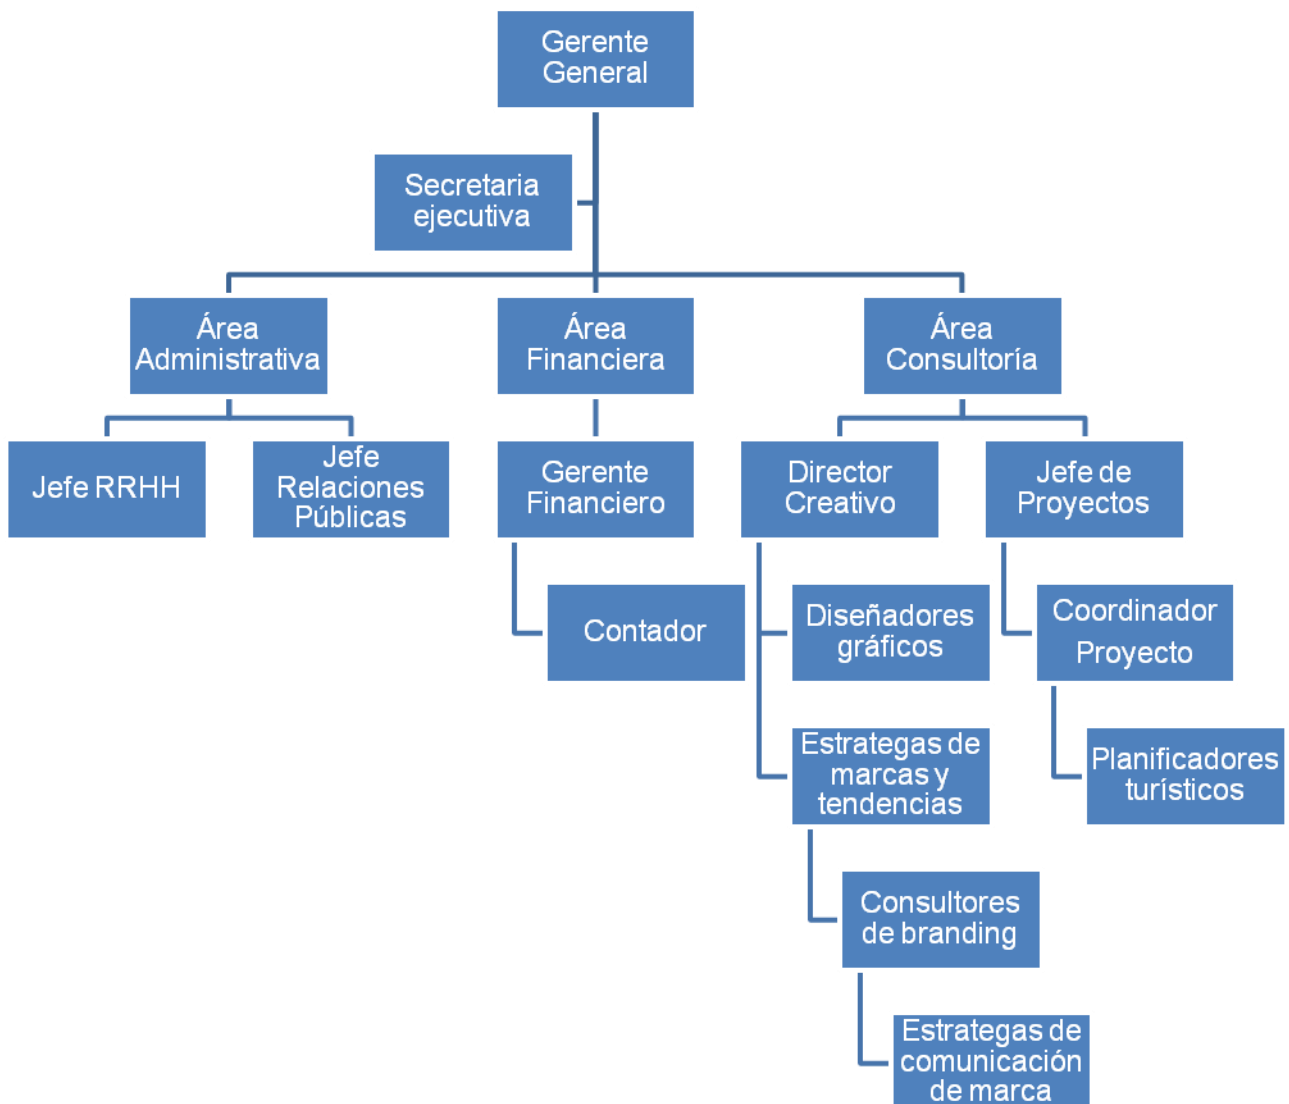 Gerente
General
Secretaria
ejecutiva
Área
Administrativa
Área
Financiera
Área
Consultoría
Jefe RRHH
Jefe
Relaciones
Públicas
Gerente
Financiero
Director
Creativo
Jefe de
Proyectos
Contador
Diseñadores
gráficos
Coordinador
Proyecto
Estrategas de
marcas y
tendencias
Planificadores
turísticos
Consultores
de branding
Estrategas de
comunicación
de marca